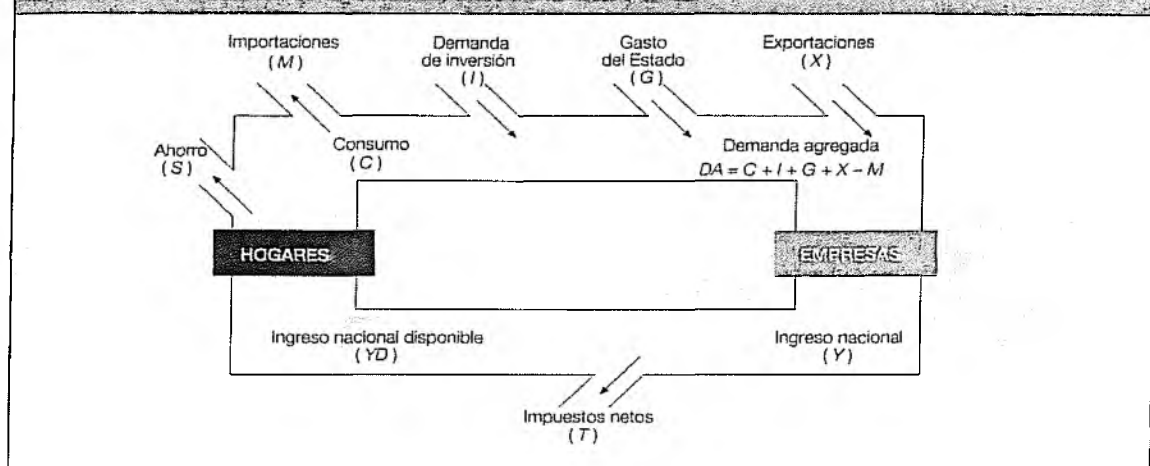 Importaciones
(M)
Demanda
de inversión
(I)
Gasto
del Estado
(G)
Exportaciones
(X)
Ahorro
(S)
Consumo
(C)
Demanda agregada
DA = C + I + G + X – M
HOGARES
EMPRESAS
Ingreso nacional disponible
(YD)
Ingreso nacional
(Y)
Impuestos netos
(T)